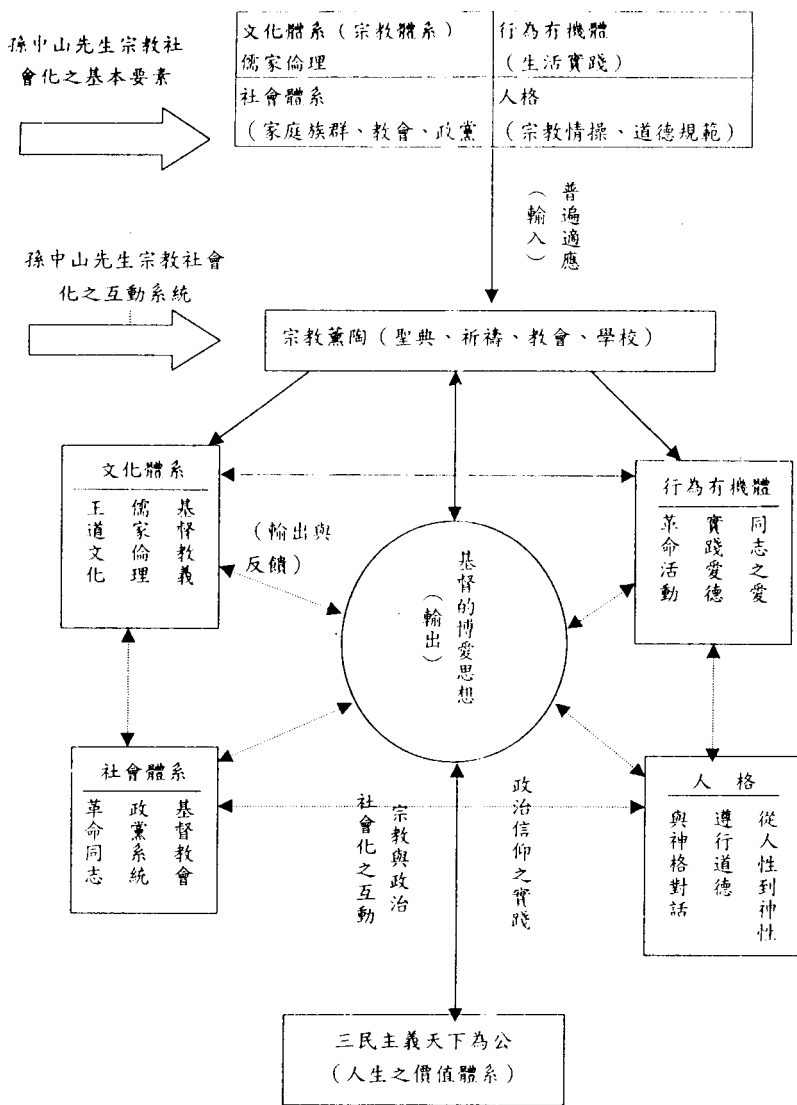 孫中山先生宗教社
會化之基本要素
文化體系(宗教體系)
儒家倫理
行為有機體
(生活實踐)
社會體系
(家庭族群、教會、政黨
人格
(宗教情操、道德規範)
普遍適應
(輸入)
孫中山先生宗教社會
化之互動系統
宗教薰陶(聖典、祈禱、教會、學校)
文化體系
基督教義
儒家倫理
王道文化
(輸出與
反饋)
基督的博愛思想
(輸出)
行為有機體
同志之愛
實踐愛德
革命活動
社會體系
基督教會
政黨系統
革命同志
宗教與政治
社會化之互動
政治信仰之實踐
人格
從人性到神性
遵行道德
與神格對話
三民主義天下為公
(人生之價值體系)